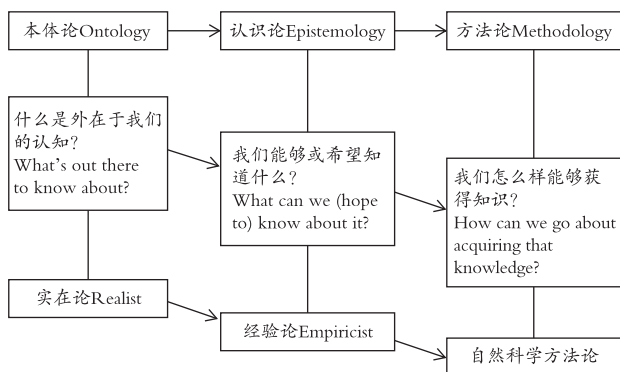 本体论Ontology
认识论Epistemology
方法论Methodology
什么是外在于我们
的认知?
What's out there
to know about?
我们能够或希望知
道什么?
What can we (hope
to) know about it?
我们怎么样能够获
得知识?
How can we go about
acquiring that
knowledge?
实在论Realist
经验论Empiricist
自然科学方法论